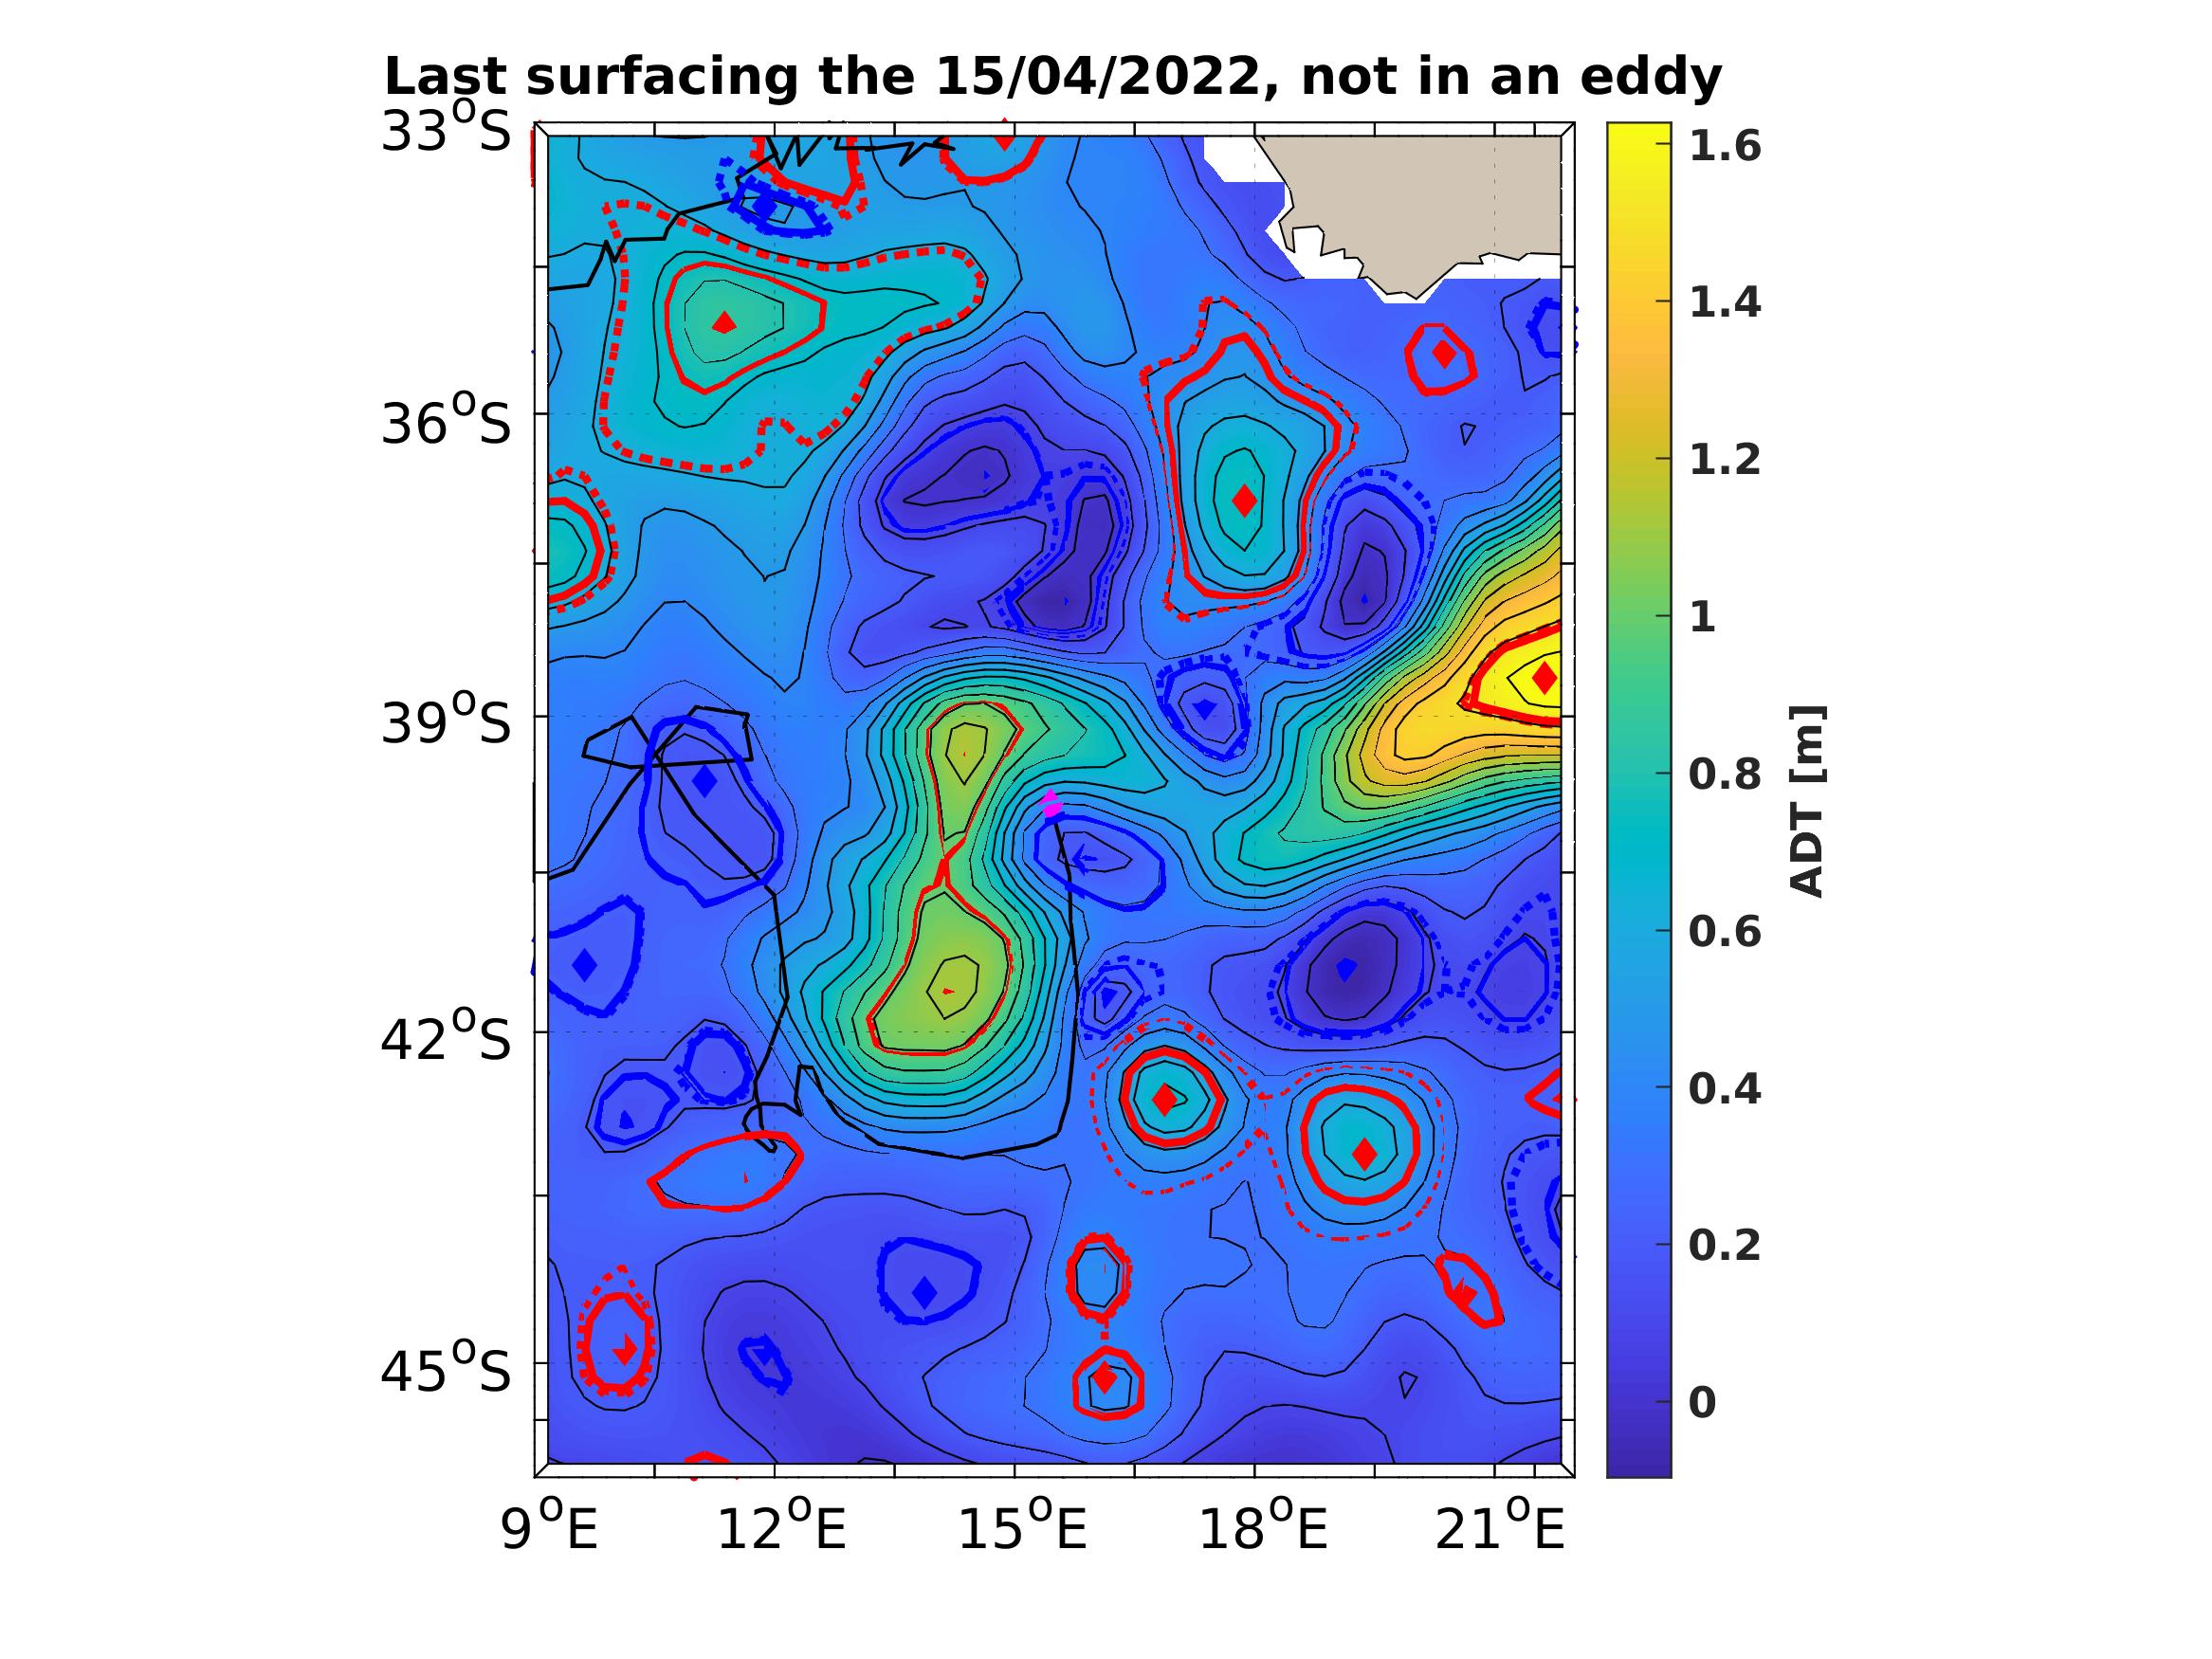 Last surfacing the 15/04/2022, not in an eddy
33°S
36°S
39°S
42°S
45°S
9°E 12°E 15°E 18°E 21°E
1.6
1.4
1.2
1
0.8
0.6
0.4
0.2
0
ADT [m]